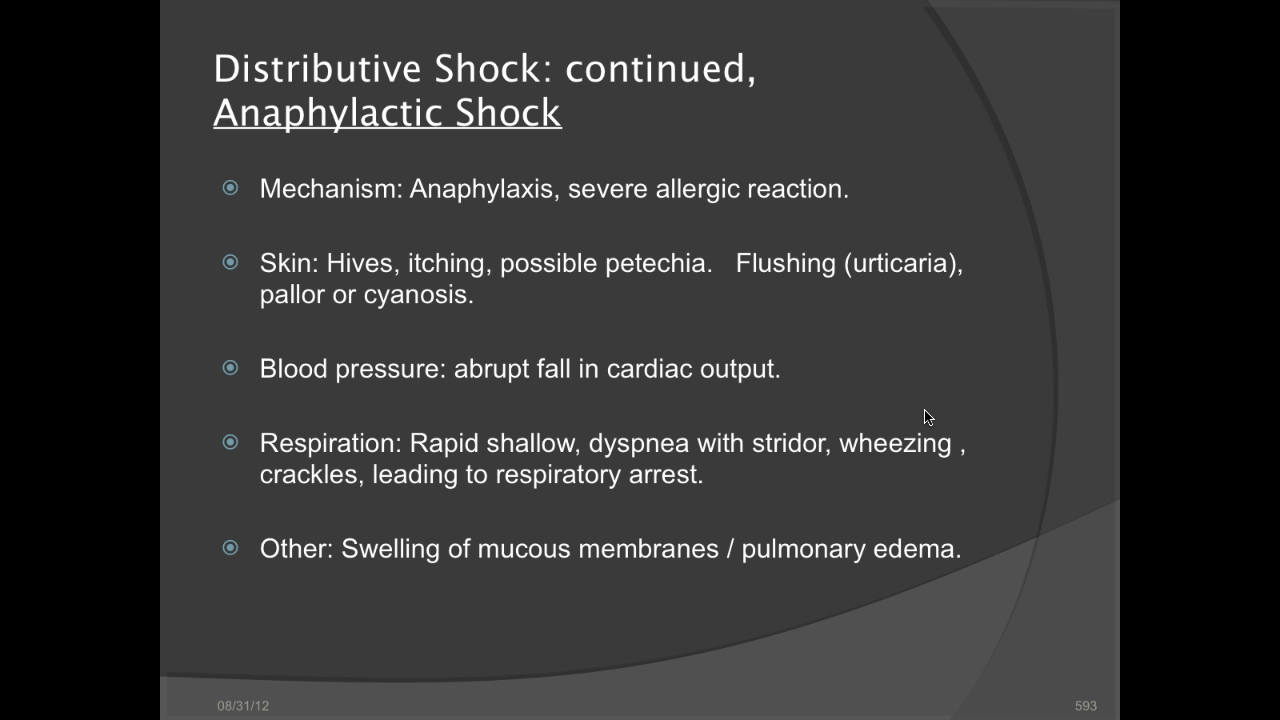 Distributive Shock: continued,
Anaphylactic Shock
Mechanism: Anaphylaxis, severe allergic reaction.
Skin: Hives, itching, possible petechia.   Flushing (urticaria),
pallor or cyanosis.
Blood pressure: abrupt fall in cardiac output.
Respiration: Rapid shallow, dyspnea with stridor, wheezing ,
crackles, leading to respiratory arrest.
Other: Swelling of mucous membranes / pulmonary edema.
08/31/12
593